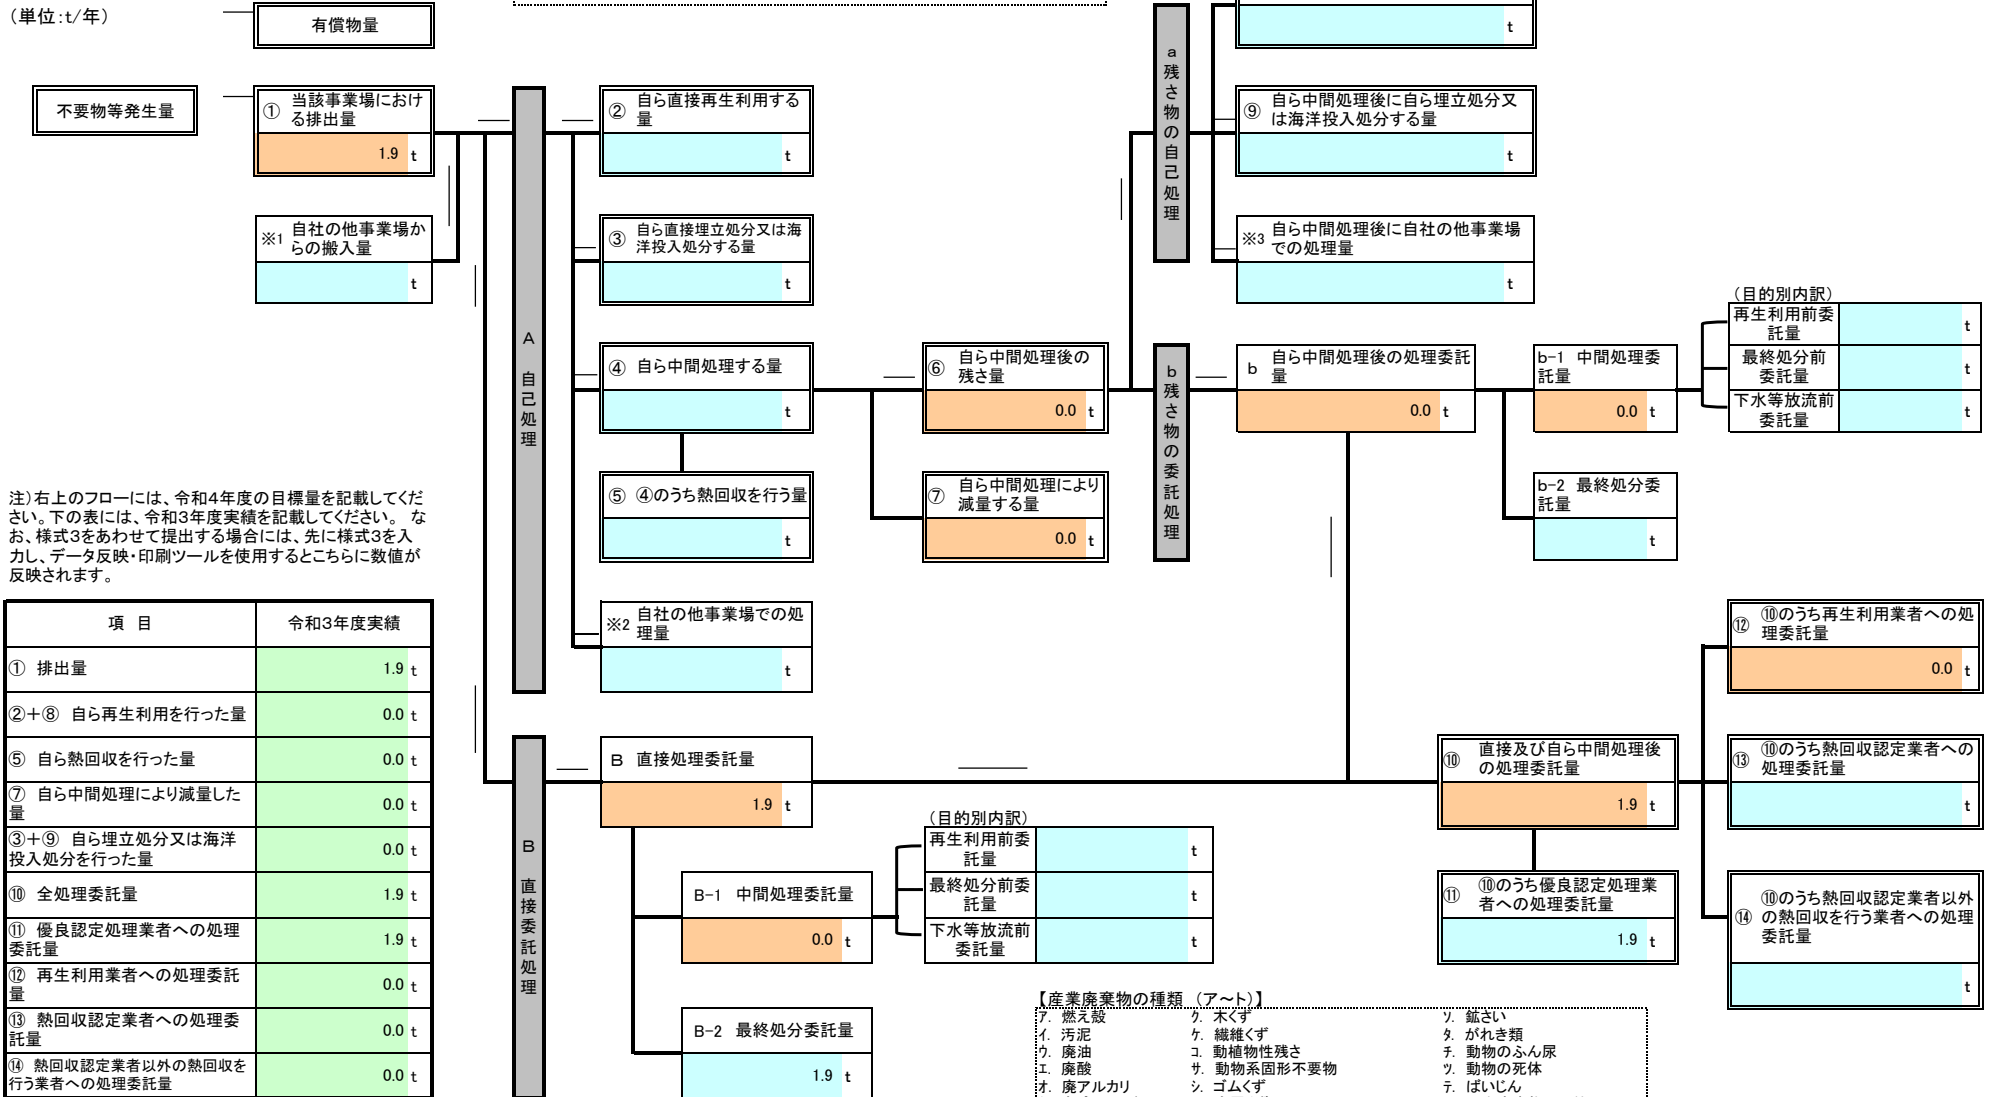 （単位:t/年）
有償物量
t
不要物等発生量
① 当該事業場におけ
る排出量
1.9 t
※1 自社の他事業場か
らの搬入量
t
A
自己処理
② 自ら直接再生利用する
量
t
③ 自ら直接埋立処分又は海
洋投入処分する量
t
④ 自ら中間処理する量
t
⑤ ④のうち熱回収を行う量
t
※2 自社の他事業場での処
理量
t
⑥ 自ら中間処理後の
残さ量
0.0 t
⑦ 自ら中間処理により
減量する量
0.0 t
a
残さ物の自己処理
⑨ 自ら中間処理後に自ら埋立処分又
は海洋投入処分する量
t
※3 自ら中間処理後に自社の他事業場
での処理量
t
b
残さ物の委託処理
b 自ら中間処理後の処理委託
量
0.0 t
b-1 中間処理委
託量
0.0 t
b-2 最終処分委
託量
t
（目的別内訳）
再生利用前委
託量
t
最終処分前
委託量
t
下水等放流前
委託量
t
注）右上のフローには、令和4年度の目標量を記載してくだ
さい。下の表には、令和3年度実績を記載してください。 な
お、様式3をあわせて提出する場合には、先に様式3を入
力し、データ反映・印刷ツールを使用するとこちらに数値が
反映されます。
項 目 令和3年度実績
① 排出量 1.9 t
②＋⑧ 自ら再生利用を行った量 0.0 t
⑤ 自ら熱回収を行った量 0.0 t
⑦ 自ら中間処理により減量した
量 0.0 t
③＋⑨ 自ら埋立処分又は海洋
投入処分を行った量 0.0 t
⑩ 全処理委託量 1.9 t
⑪ 優良認定処理業者への処理
委託量 1.9 t
⑫ 再生利用業者への処理委託
量 0.0 t
⑬ 熱回収認定業者への処理委
託量 0.0 t
⑭ 熱回収認定業者以外の熱回収を
行う業者への処理委託量 0.0 t
B
直接委託処理
B 直接処理委託量
1.9 t
B-1 中間処理委託量
0.0 t
B-2 最終処分委託量
1.9 t
（目的別内訳）
再生利用前委
託量
t
最終処分前委
託量
t
下水等放流前
委託量
t
⑩ 直接及び自ら中間処理後
の処理委託量
1.9 t
⑪ ⑩のうち優良認定処理業
者への処理委託量
1.9 t
⑫ ⑩のうち再生利用業者への処
理委託量
0.0 t
⑬ ⑩のうち熱回収認定業者への
処理委託量
t
⑭ ⑩のうち熱回収認定業者以外
の熱回収を行う業者への処理
委託量
t
【産業廃棄物の種類 （ア～ト）】
ア. 燃え殻 ク. 木くず ソ. 鉱さい
イ. 汚泥 ケ. 繊維くず タ. がれき類
ウ. 廃油 コ. 動植物性残さ チ. 動物のふん尿
エ. 廃酸 サ. 動物系固形不要物 ツ. 動物の死体
オ. 廃アルカリ シ. ゴムくず テ. ばいじん